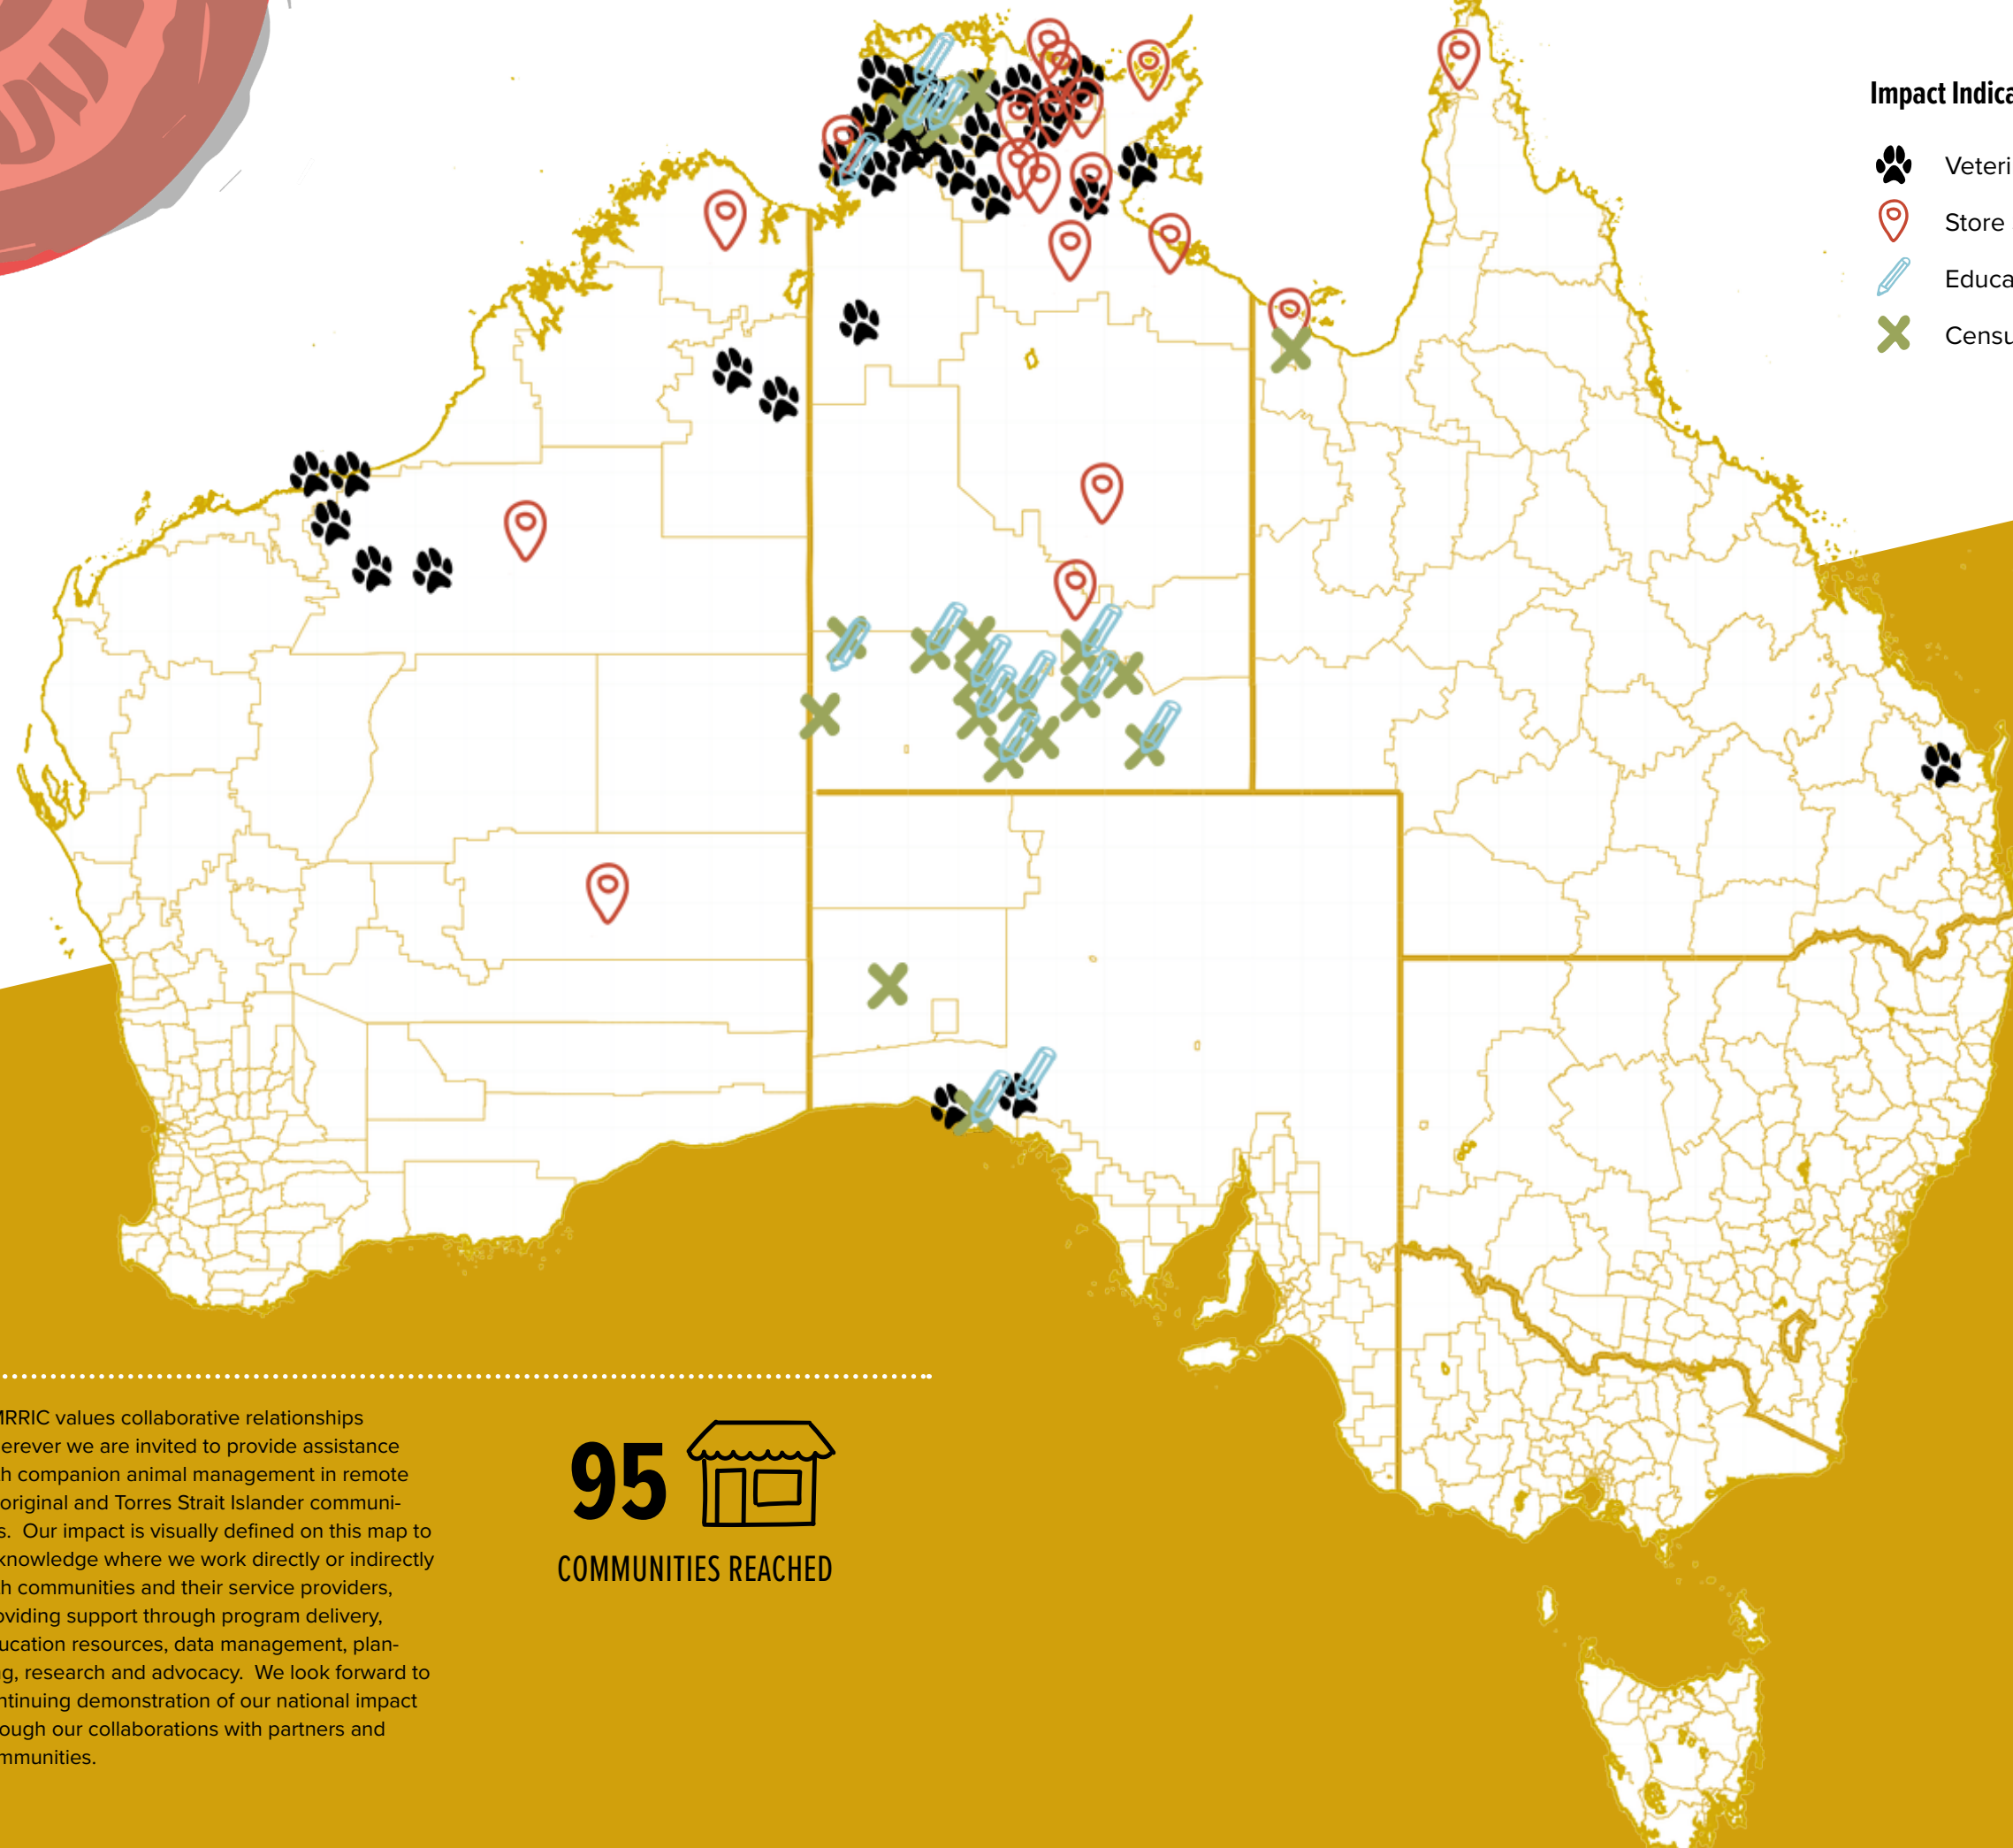 Impact Indica
Veteri
Store
Educa
Censu
MRRIC values collaborative relationships
erever we are invited to provide assistance
h companion animal management in remote
original and Torres Strait Islander communi-
s.  Our impact is visually defined on this map to
knowledge where we work directly or indirectly
h communities and their service providers,
oviding support through program delivery,
ucation resources, data management, plan-
g, research and advocacy.  We look forward to
ntinuing demonstration of our national impact
ough our collaborations with partners and
mmunities.
95
COMMUNITIES REACHED